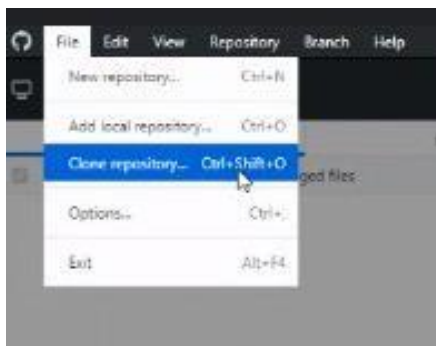 File Edit View Repository Branch Help
New repository... Ctrl+N
Add local repository... Ctrl+O
Clone repository... Ctrl+Shift+O
ged files
Options... Ctrl+,
Exit Alt+F4